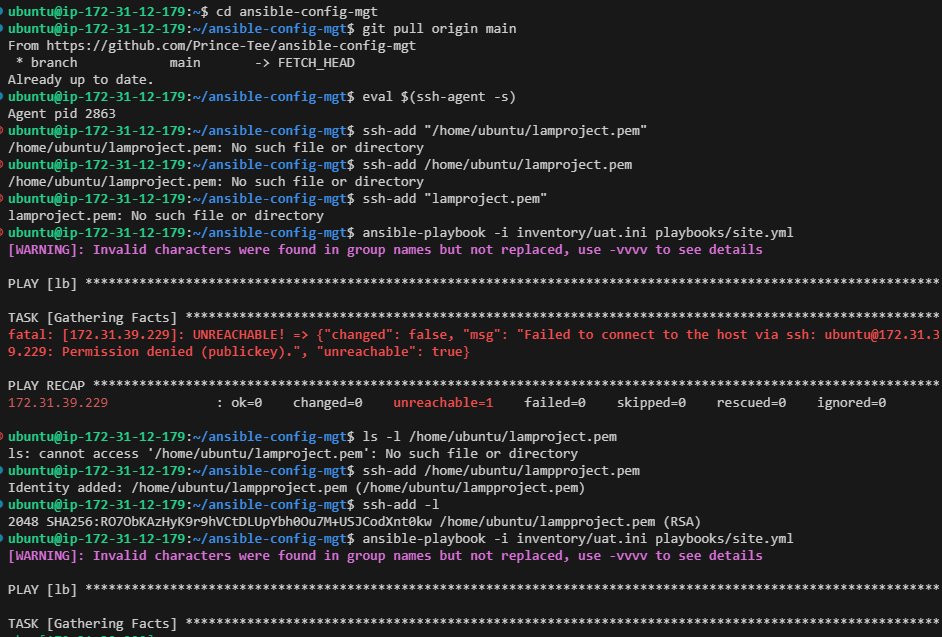 ubuntu@ip-172-31-12-179:~$ cd ansible-config-mgt
ubuntu@ip-172-31-12-179:~/ansible-config-mgt$ git pull origin main
From https://github.com/Prince-Tee/ansible-config-mgt
 * branch            main       -> FETCH_HEAD
Already up to date.
ubuntu@ip-172-31-12-179:~/ansible-config-mgt$ eval $(ssh-agent -s)
Agent pid 2863
ubuntu@ip-172-31-12-179:~/ansible-config-mgt$ ssh-add "/home/ubuntu/lamproject.pem"
/home/ubuntu/lamproject.pem: No such file or directory
ubuntu@ip-172-31-12-179:~/ansible-config-mgt$ ssh-add /home/ubuntu/lamproject.pem
/home/ubuntu/lamproject.pem: No such file or directory
ubuntu@ip-172-31-12-179:~/ansible-config-mgt$ ssh-add "lamproject.pem"
lamproject.pem: No such file or directory
ubuntu@ip-172-31-12-179:~/ansible-config-mgt$ ansible-playbook -i inventory/uat.ini playbooks/site.yml
[WARNING]: Invalid characters were found in group names but not replaced, use -vvvv to see details
PLAY [lb] ***************************************************************************************************************
TASK [Gathering Facts] **************************************************************************************************
fatal: [172.31.39.229]: UNREACHABLE! => {"changed": false, "msg": "Failed to connect to the host via ssh: ubuntu@172.31.3
9.229: Permission denied (publickey).", "unreachable": true}
PLAY RECAP **************************************************************************************************************
172.31.39.229              : ok=0    changed=0    unreachable=1    failed=0    skipped=0    rescued=0    ignored=0
ubuntu@ip-172-31-12-179:~/ansible-config-mgt$ ls -l /home/ubuntu/lamproject.pem
ls: cannot access '/home/ubuntu/lamproject.pem': No such file or directory
ubuntu@ip-172-31-12-179:~/ansible-config-mgt$ ssh-add /home/ubuntu/lampproject.pem
Identity added: /home/ubuntu/lampproject.pem (/home/ubuntu/lampproject.pem)
ubuntu@ip-172-31-12-179:~/ansible-config-mgt$ ssh-add -l
2048 SHA256:RO7ObKAzHyK9r9hVCtDLUpYbh0Ou7M+USJCodXnt0kw /home/ubuntu/lampproject.pem (RSA)
ubuntu@ip-172-31-12-179:~/ansible-config-mgt$ ansible-playbook -i inventory/uat.ini playbooks/site.yml
[WARNING]: Invalid characters were found in group names but not replaced, use -vvvv to see details
PLAY [lb] ***************************************************************************************************************
TASK [Gathering Facts] **************************************************************************************************